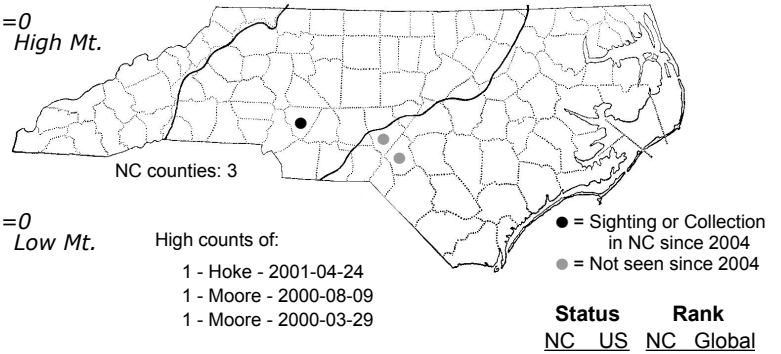 =0
High Mt.
NC counties: 3
=0
Low Mt.
High counts of:
1 - Hoke - 2001-04-24
1 - Moore - 2000-08-09
1 - Moore - 2000-03-29
= Sighting or Collection
in NC since 2004
= Not seen since 2004
Status Rank
NC US NC Global